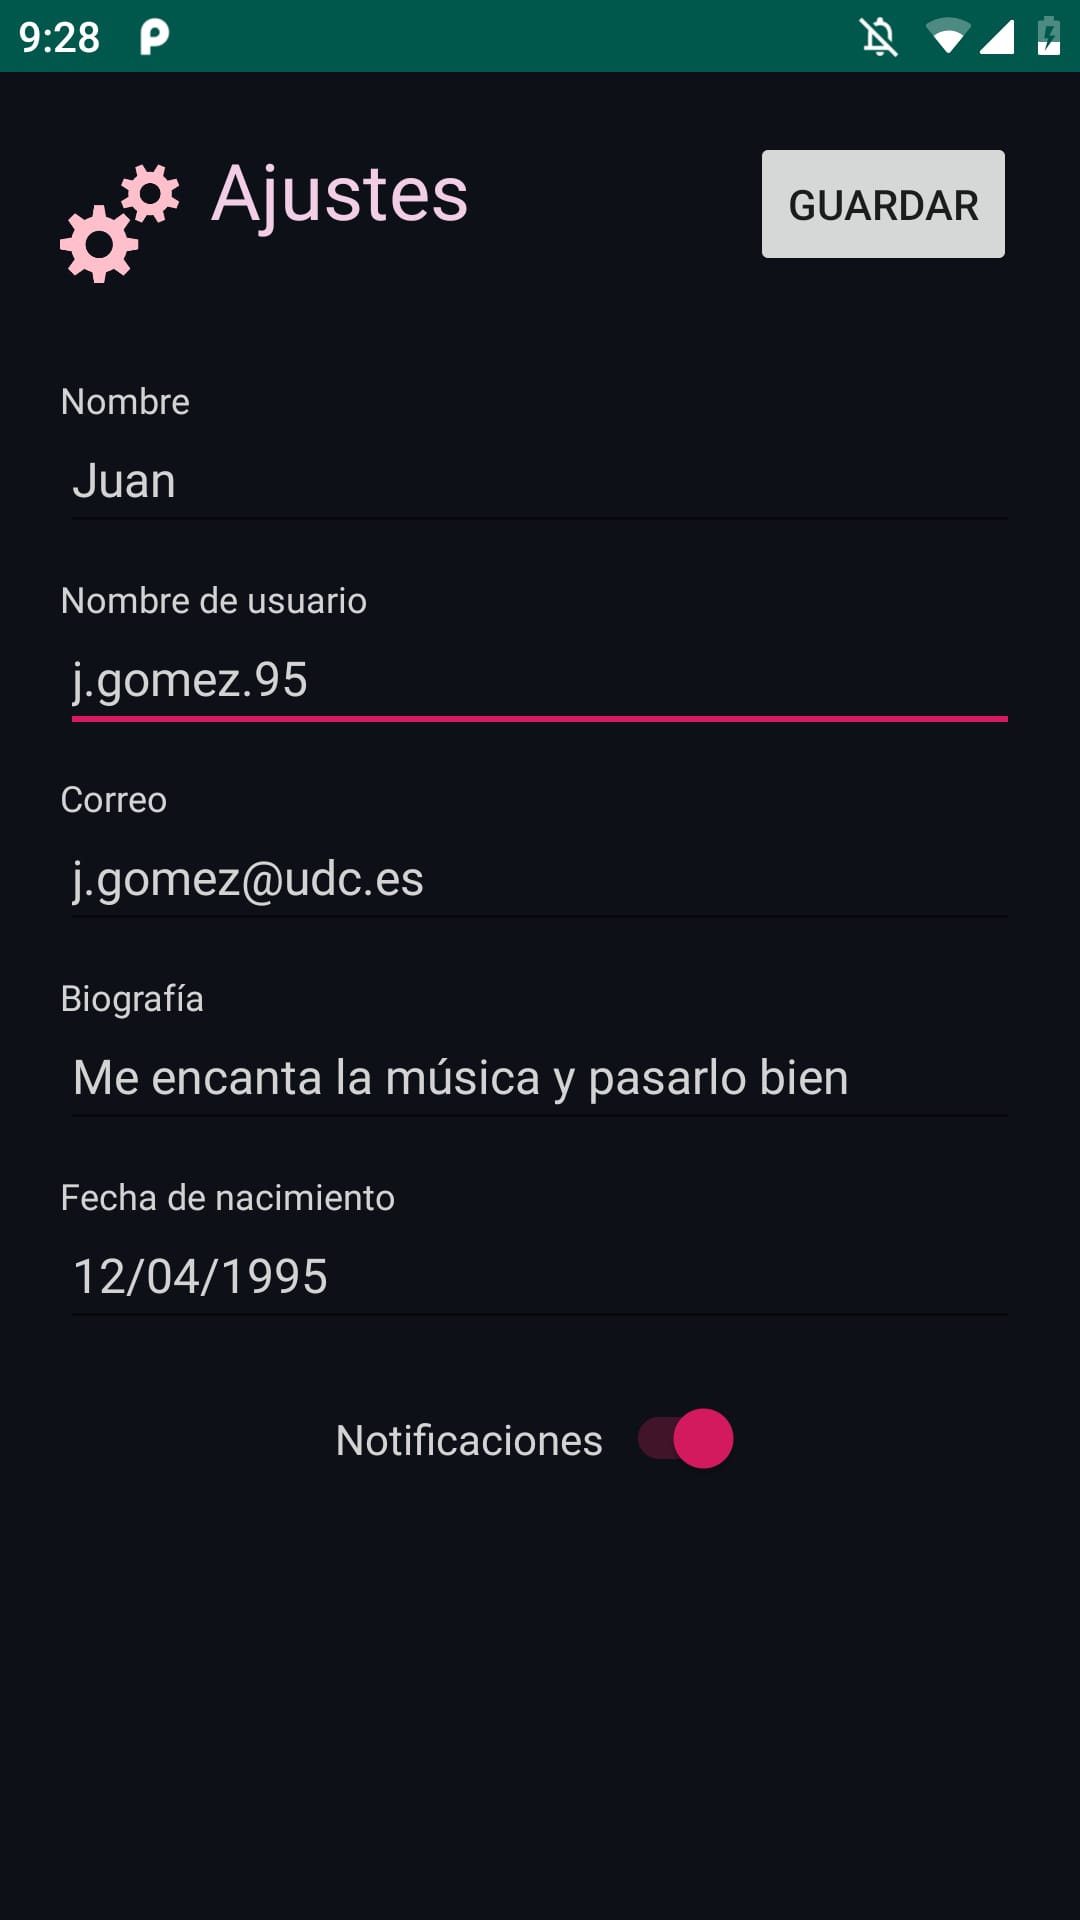 9:28
Ajustes
GUARDAR
Nombre
Juan
Nombre de usuario
j.gomez.95
Correo
j.gomez@udc.es
Biografía
Me encanta la música y pasarlo bien
Fecha de nacimiento
12/04/1995
Notificaciones